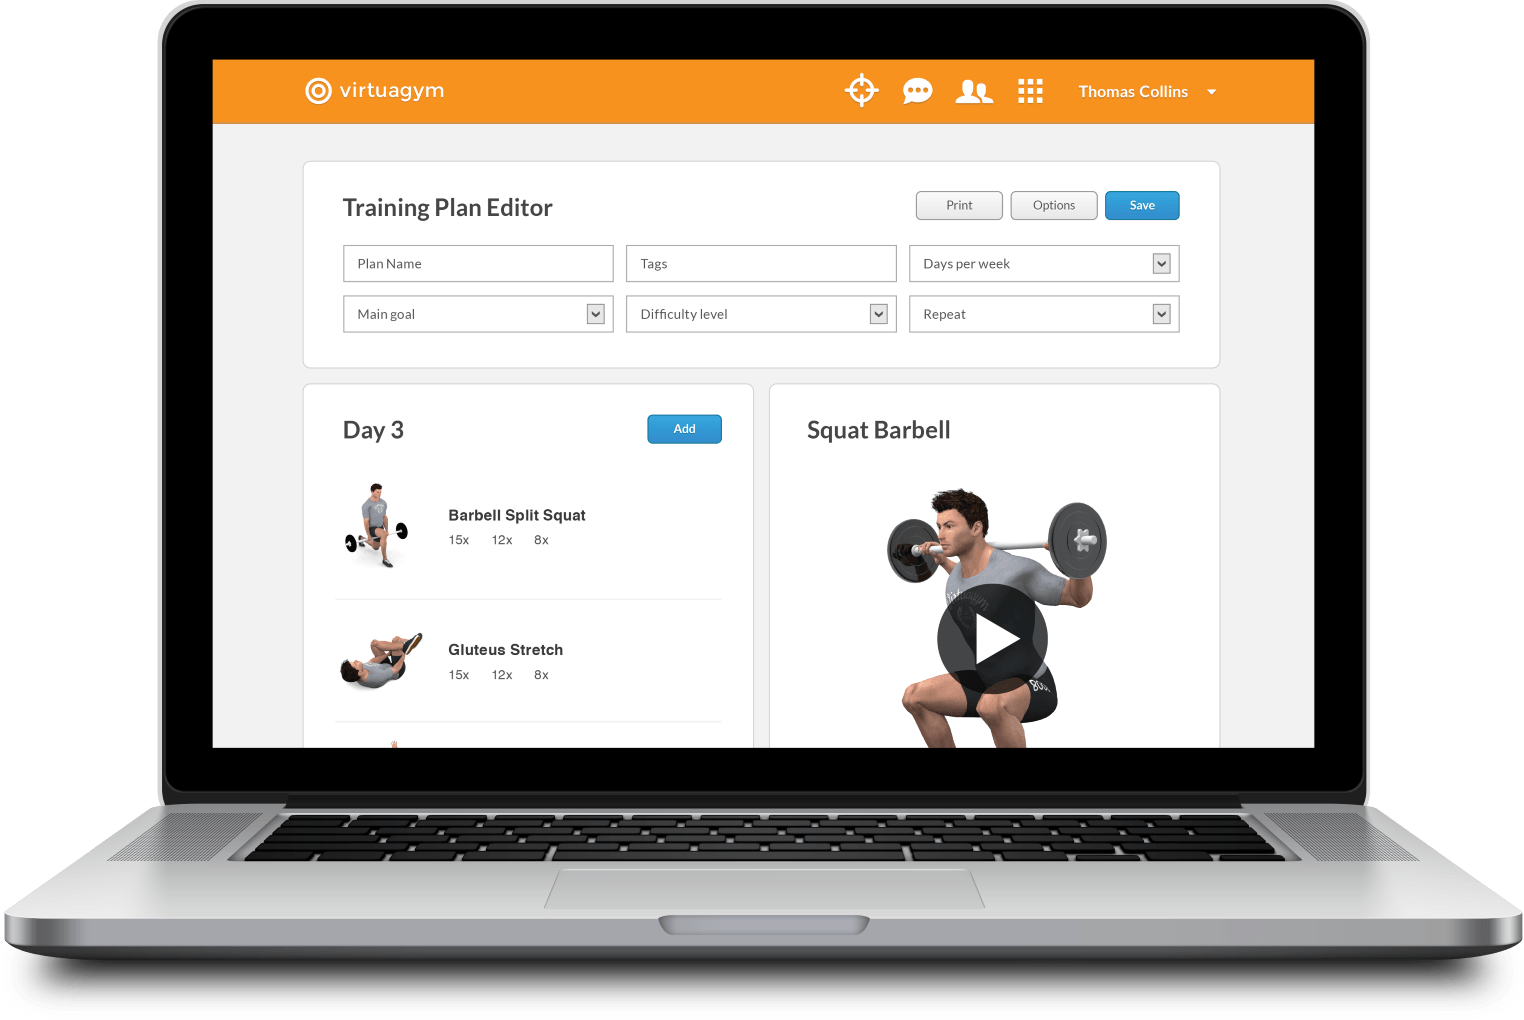 virtuagym
Thomas Collins
Training Plan Editor
Print
Options
Save
Plan Name
Tags
Days per week
Main goal
Difficulty level
Repeat
Day 3
Add
Barbell Split Squat
15x 12x 8x
Gluteus Stretch
15x 12x 8x
Squat Barbell
Virtuagym